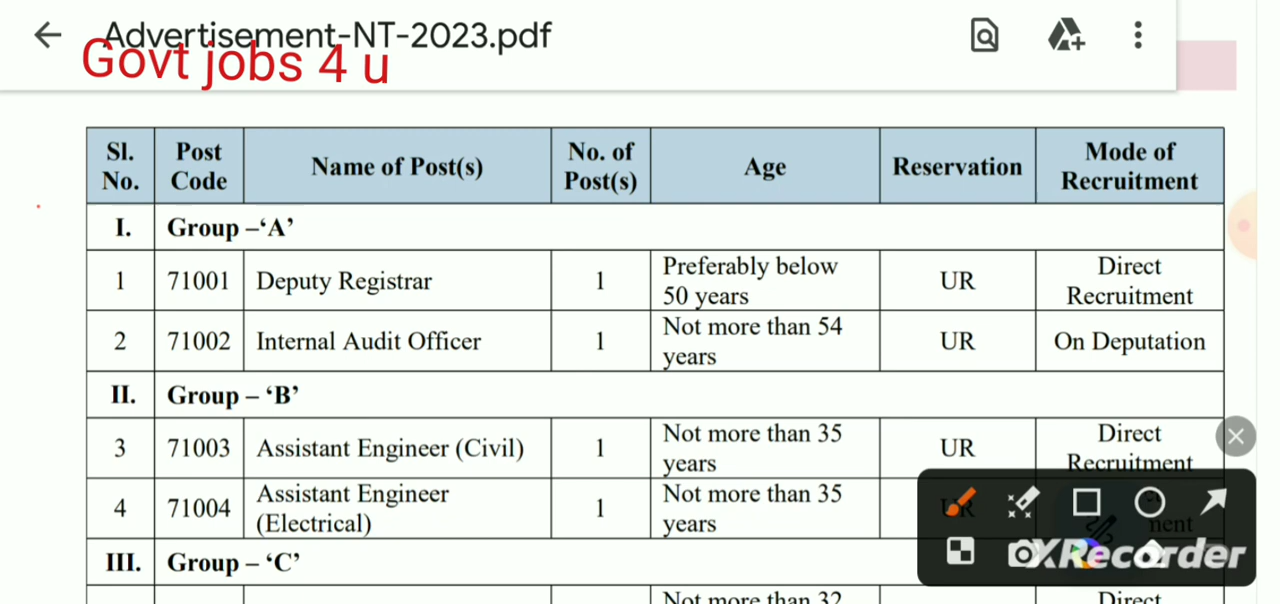 Advertisement-NT-2023.pdf
Govt jobs 4 u
Sl. No. Post Code Name of Post(s) No. of Post(s) Age Reservation Mode of Recruitment
I. Group –‘A’
1 71001 Deputy Registrar 1 Preferably below 50 years UR Direct Recruitment
2 71002 Internal Audit Officer 1 Not more than 54 years UR On Deputation
II. Group – ‘B’
3 71003 Assistant Engineer (Civil) 1 Not more than 35 years UR Direct Recruitment
4 71004 Assistant Engineer (Electrical) 1 Not more than 35 years UR
XRecorder
III. Group – ‘C’
Not more than 32 Direct